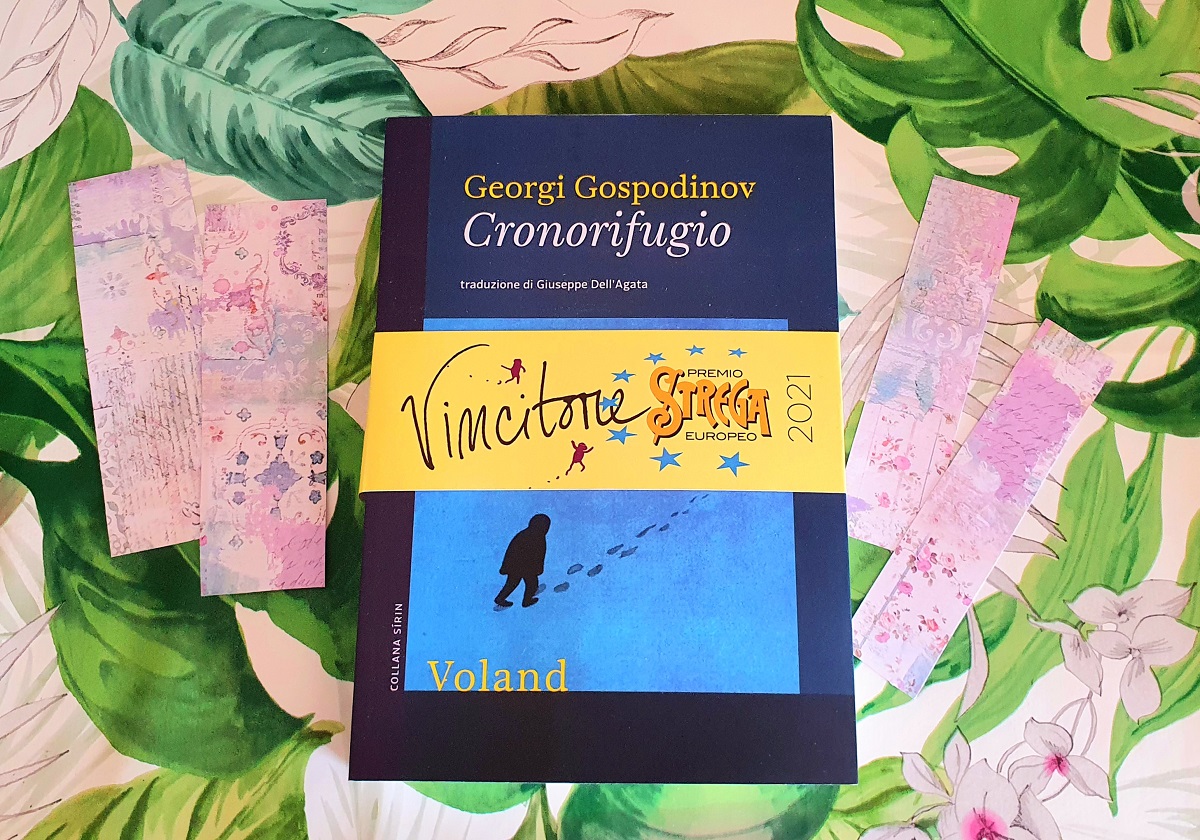 Georgi Gospodinov
Cronorifugio
traduzione di Giuseppe Dell'Agata
Vincitore
PREMIO
STREGA
EUROPEO
2021
COLLANA SÍRIN
Voland